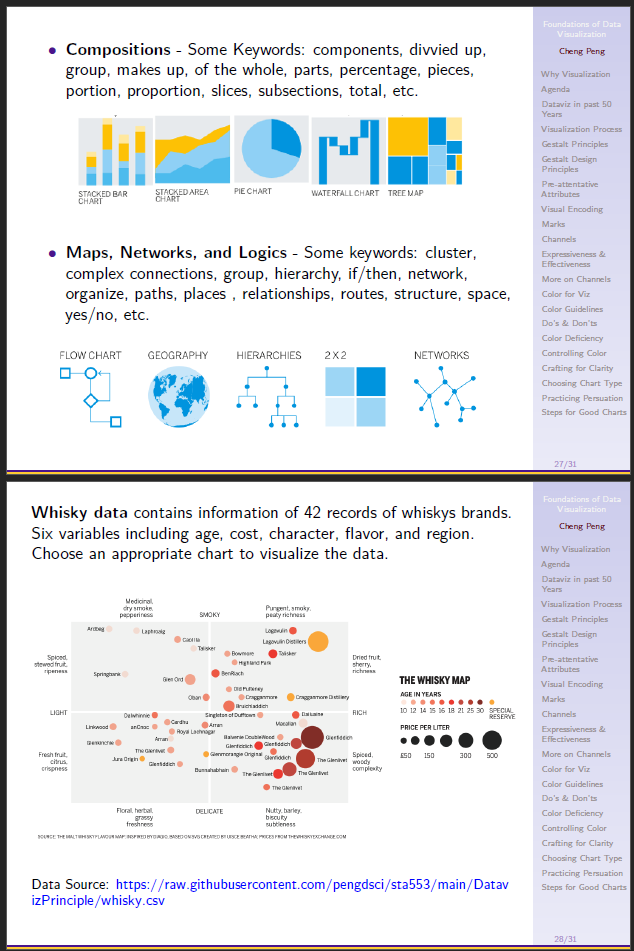 Foundations of Data
Visualization
Cheng Peng
Why Visualization
Agenda
Dataviz in past 50
Years
Visualization Process
Gestalt Principles
Gestalt Design
Principles
Pre-attentative
Attributes
Visual Encoding
Marks
Channels
Expressiveness &
Effectiveness
More on Channels
Color for Viz
Color Guidelines
Do's & Don'ts
Color Deficiency
Controlling Color
Crafting for Clarity
Choosing Chart Type
Practicing Persuation
Steps for Good Charts
27/31
• Compositions - Some Keywords: components, divvied up,
group, makes up, of the whole, parts, percentage, pieces,
portion, proportion, slices, subsections, total, etc.
STACKED BAR
CHART
STACKED AREA
CHART
PIE CHART
WATERFALL CHART
TREE MAP
• Maps, Networks, and Logics - Some keywords: cluster,
complex connections, group, hierarchy, if/then, network,
organize, paths, places , relationships, routes, structure, space,
yes/no, etc.
FLOW CHART
GEOGRAPHY
HIERARCHIES
2 X 2
NETWORKS
Foundations of Data
Visualization
Cheng Peng
Why Visualization
Agenda
Dataviz in past 50
Years
Visualization Process
Gestalt Principles
Gestalt Design
Principles
Pre-attentative
Attributes
Visual Encoding
Marks
Channels
Expressiveness &
Effectiveness
More on Channels
Color for Viz
Color Guidelines
Do's & Don'ts
Color Deficiency
Controlling Color
Crafting for Clarity
Choosing Chart Type
Practicing Persuation
Steps for Good Charts
28/31
Whisky data contains information of 42 records of whiskys brands.
Six variables including age, cost, character, flavor, and region.
Choose an appropriate chart to visualize the data.
Medicinal,
dry smoke,
pepperiness
SMOKY
Pungent, smoky,
peaty richness
Ardbeg
Laphroaig
Caol Ila
Talisker
Lagavulin
Lagavulin Distillers
Bowmore
Talisker
Highland Park
Spiced,
stewed fruit,
ripeness
Dried fruit,
sherry,
richness
Springbank
Glen Ord
BenRiach
Old Pulteney
Oban
Cragganmore
Cragganmore Distillery
Bruichladdich
LIGHT
RICH
Dalwhinnie
Singleton of Dufftown
Dailuaine
Linkwood
anCnoc
Cardhu
Arran
Macallan
Royal Lochnagar
Glenkinchie
Arran
Balvenie DoubleWood
Glenfiddich
Glenfiddich
Glenfiddich
The Glenlivet
Glenmorangie Original
Glenfiddich
The Glenlivet
Jura Origin
Glenfiddich
Bunnahabhain
The Glenlivet
The Glenlivet
The Glenlivet
Fresh fruit,
citrus,
crispness
Spiced,
woody
complexity
Floral, herbal,
grassy
freshness
DELICATE
Nutty, barley,
biscuity
subtleness
THE WHISKY MAP
AGE IN YEARS
10 12 14 15 16 18 21 25 30 SPECIAL
RESERVE
PRICE PER LITER
£50 150 300 500
SOURCE: THE MALT WHISKY FLAVOUR MAP INSPIRED BY DIAGIO, BASED ON SVG CREATED BY UISCE BEATHA; PRICES FROM THEWHISKYEXCHANGE.COM
Data Source: https://raw.githubusercontent.com/pengdsci/sta553/main/Datav
izPrinciple/whisky.csv